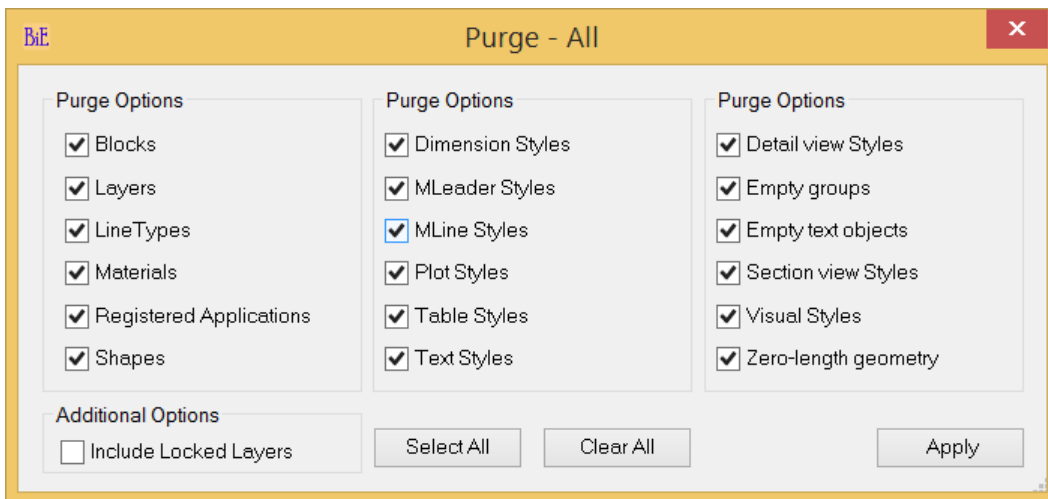 BiE
Purge - All
Purge Options
Blocks
Layers
LineTypes
Materials
Registered Applications
Shapes
Purge Options
Dimension Styles
MLeader Styles
MLine Styles
Plot Styles
Table Styles
Text Styles
Purge Options
Detail view Styles
Empty groups
Empty text objects
Section view Styles
Visual Styles
Zero-length geometry
Additional Options
Include Locked Layers
Select All
Clear All
Apply